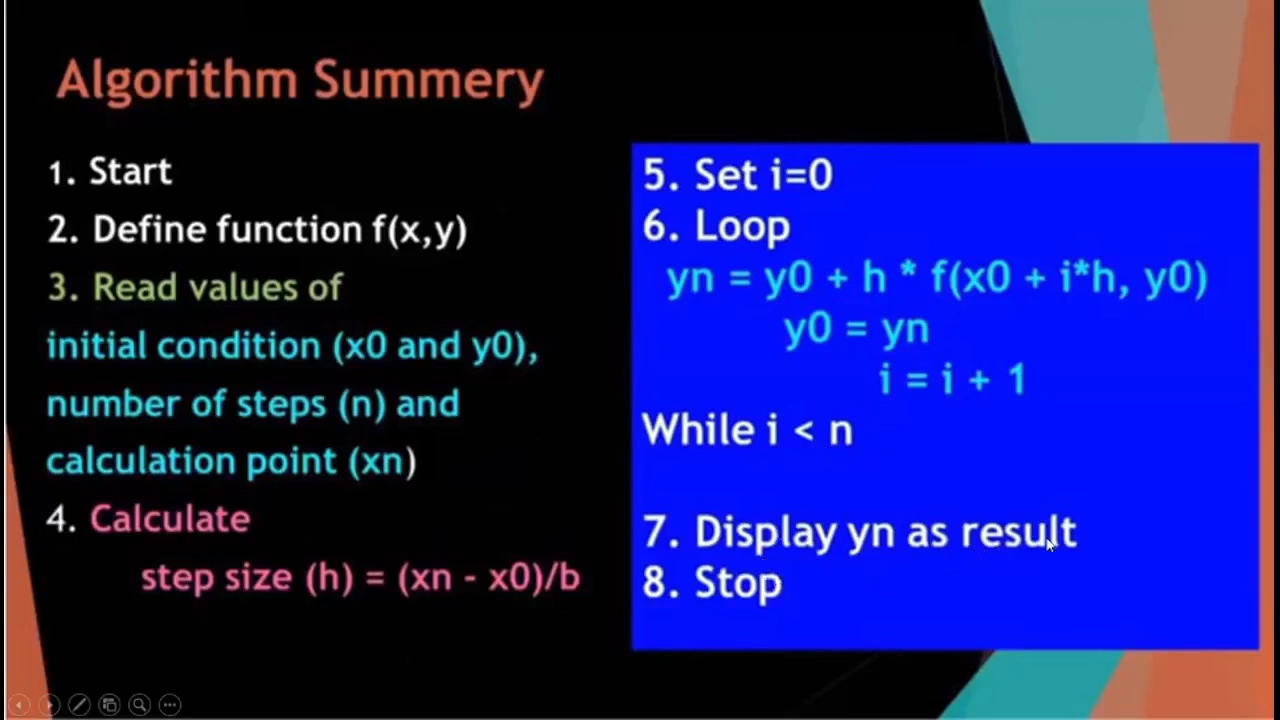 Algorithm Summery
1. Start
2. Define function f(x,y)
3. Read values of
initial condition (x0 and y0),
number of steps (n) and
calculation point (xn)
4. Calculate
step size (h) = (xn - x0)/b
5. Set i=0
6. Loop
yn = y0 + h * f(x0 + i*h, y0)
y0 = yn
i = i + 1
While i < n
7. Display yn as result
8. Stop